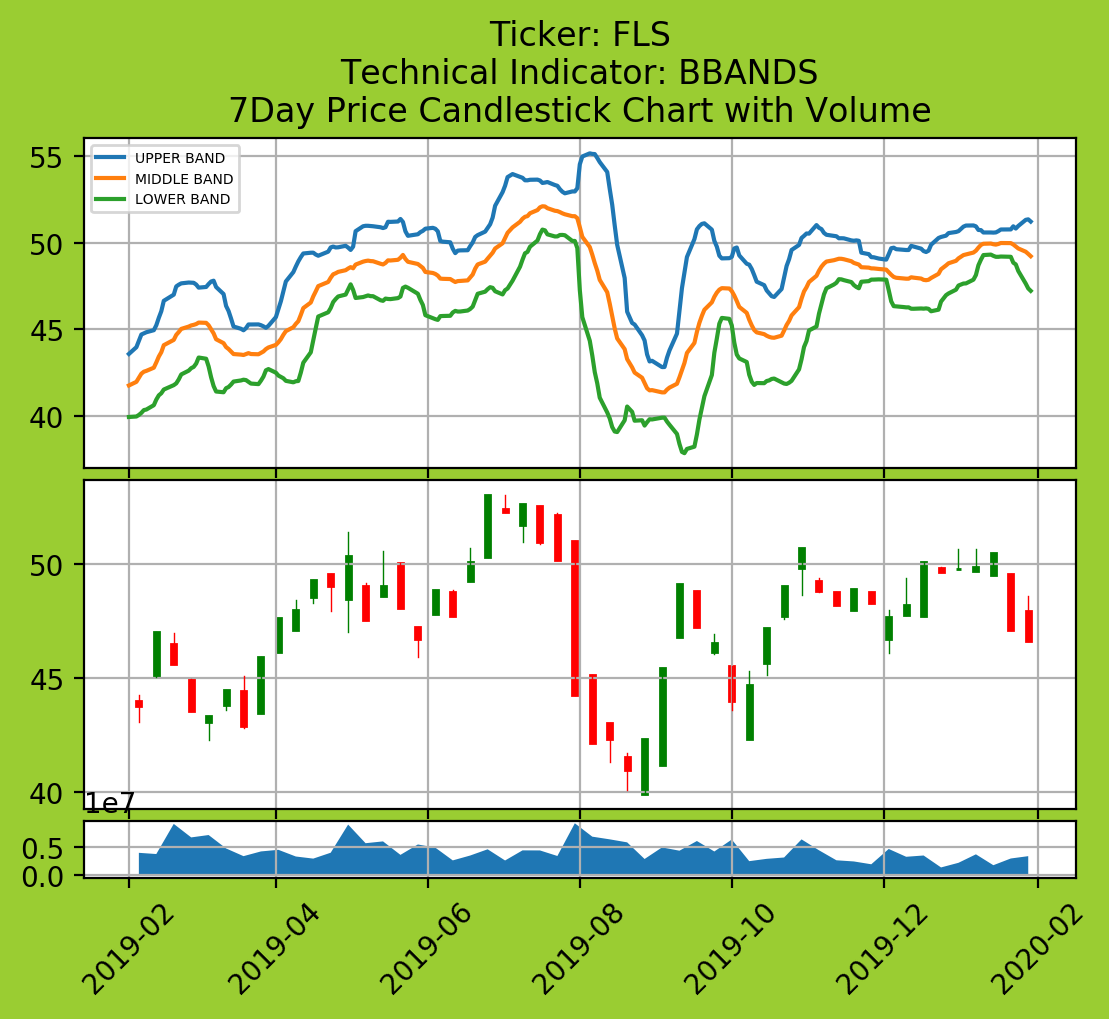 Ticker: FLS
Technical Indicator: BBANDS
7Day Price Candlestick Chart with Volume
55
50
45
40
UPPER BAND
MIDDLE BAND
LOWER BAND
50
45
40
1e7
0.5
0.0
2019-02
2019-04
2019-06
2019-08
2019-10
2019-12
2020-02